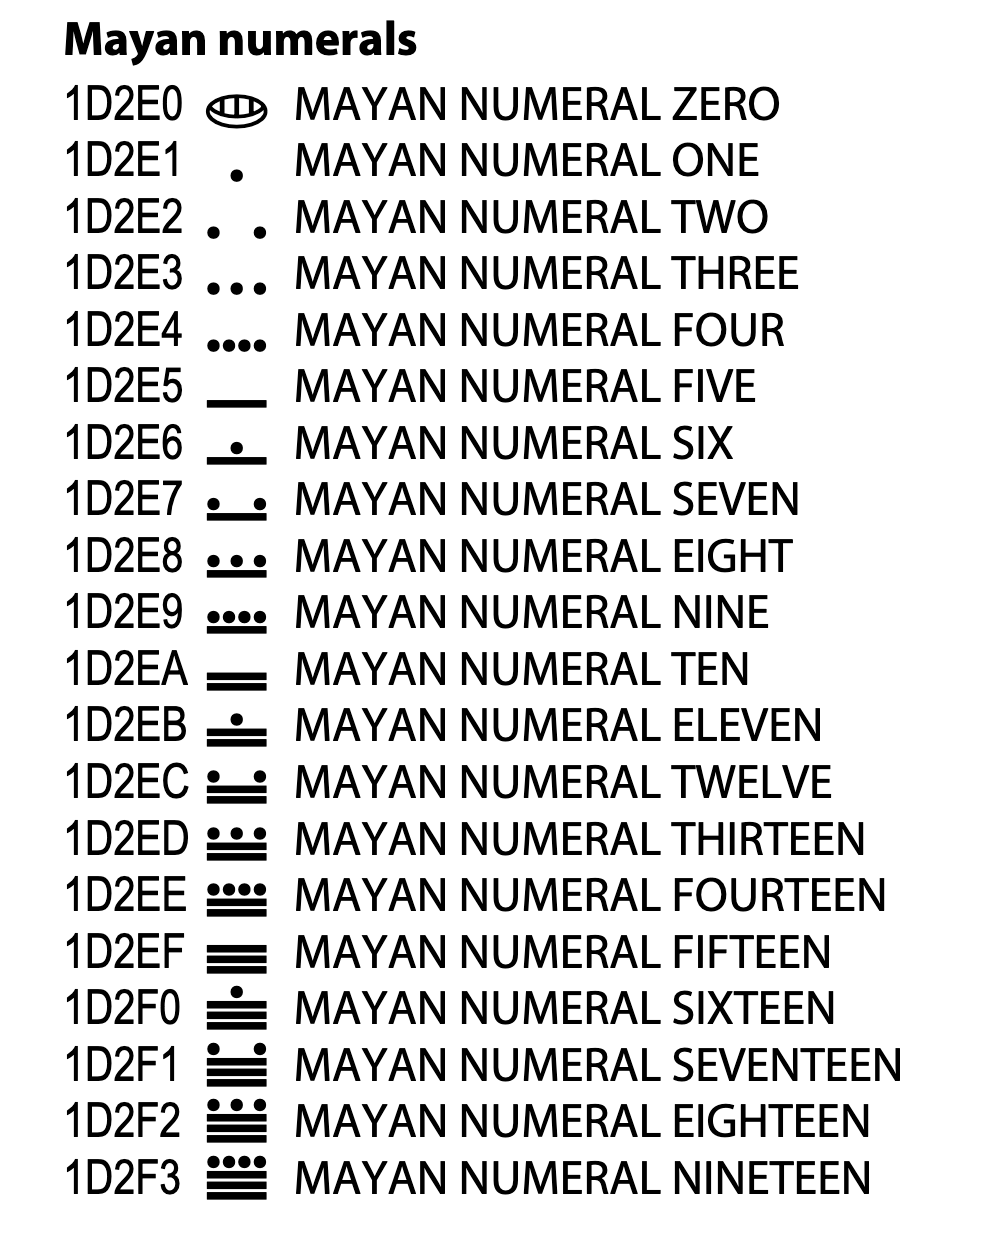 Mayan numerals
1D2E0 𝋠 MAYAN NUMERAL ZERO
1D2E1 𝋡 MAYAN NUMERAL ONE
1D2E2 𝋢 MAYAN NUMERAL TWO
1D2E3 𝋣 MAYAN NUMERAL THREE
1D2E4 𝋤 MAYAN NUMERAL FOUR
1D2E5 𝋥 MAYAN NUMERAL FIVE
1D2E6 𝋦 MAYAN NUMERAL SIX
1D2E7 𝋧 MAYAN NUMERAL SEVEN
1D2E8 𝋨 MAYAN NUMERAL EIGHT
1D2E9 𝋩 MAYAN NUMERAL NINE
1D2EA 𝋪 MAYAN NUMERAL TEN
1D2EB 𝋫 MAYAN NUMERAL ELEVEN
1D2EC 𝋬 MAYAN NUMERAL TWELVE
1D2ED 𝋭 MAYAN NUMERAL THIRTEEN
1D2EE 𝋮 MAYAN NUMERAL FOURTEEN
1D2EF 𝋯 MAYAN NUMERAL FIFTEEN
1D2F0 𝋰 MAYAN NUMERAL SIXTEEN
1D2F1 𝋱 MAYAN NUMERAL SEVENTEEN
1D2F2 𝋲 MAYAN NUMERAL EIGHTEEN
1D2F3 𝋳 MAYAN NUMERAL NINETEEN